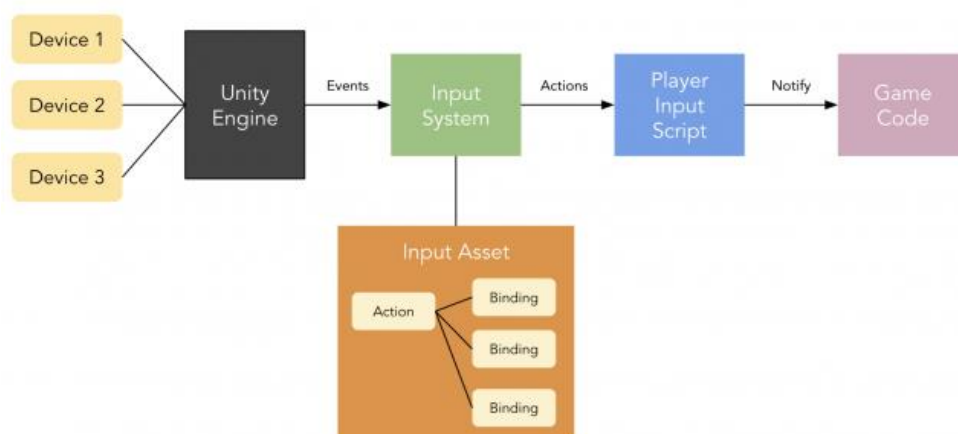 Device 1
Device 2
Device 3
Unity
Engine
Events
Input
System
Actions
Player
Input
Script
Notify
Game
Code
Input Asset
Action
Binding
Binding
Binding